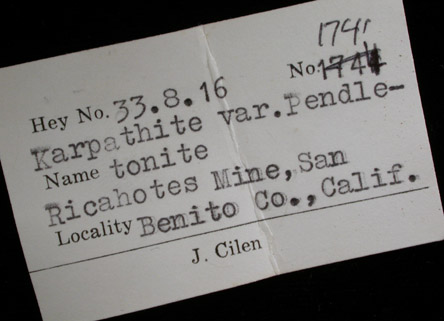 1741
Hey No. 33.8.16 No. 1744
Karpathite var. Pendle-
Name tonite
Ricahotes Mine, San
Locality Benito Co., Calif.
J. Cilen